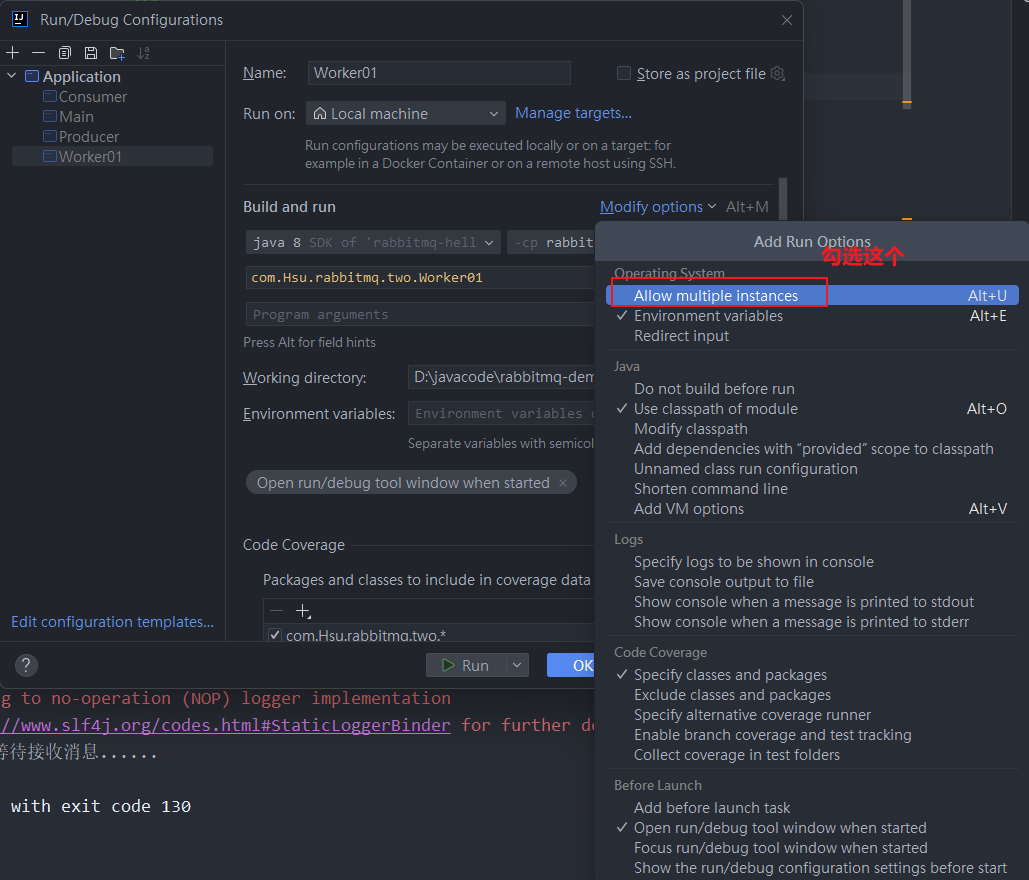 Run/Debug Configurations
Application
Consumer
Main
Producer
Worker01
Edit configuration templates...
Name:
Worker01
Store as project file
Run on:
Local machine
Manage targets...
Run configurations may be executed locally or on a target: for
example in a Docker Container or on a remote host using SSH.
Build and run
Modify options
Alt+M
java 8 SDK of 'rabbitmq-hell
-cp rabbit
com.Hsu.rabbitmq.two.Worker01
Program arguments
Press Alt for field hints
Working directory:
D:\javacode\rabbitmq-dem
Environment variables:
Environment variables
Separate variables with semicol
Open run/debug tool window when started
Code Coverage
Packages and classes to include in coverage data
com.Hsu.rabbitmq.two.*
?
Run
OK
Add Run Options
勾选这个
Operating System
Allow multiple instances Alt+U
Environment variables Alt+E
Redirect input
Java
Do not build before run
Use classpath of module Alt+O
Modify classpath
Add dependencies with “provided” scope to classpath
Unnamed class run configuration
Shorten command line
Add VM options Alt+V
Logs
Specify logs to be shown in console
Save console output to file
Show console when a message is printed to stdout
Show console when a message is printed to stderr
Code Coverage
Specify classes and packages
Exclude classes and packages
Specify alternative coverage runner
Enable branch coverage and test tracking
Collect coverage in test folders
Before Launch
Add before launch task
Open run/debug tool window when started
Focus run/debug tool window when started
Show the run/debug configuration settings before start
g to no-operation (NOP) logger implementation
//www.slf4j.org/codes.html#StaticLoggerBinder for further de
等待接收消息......
with exit code 130